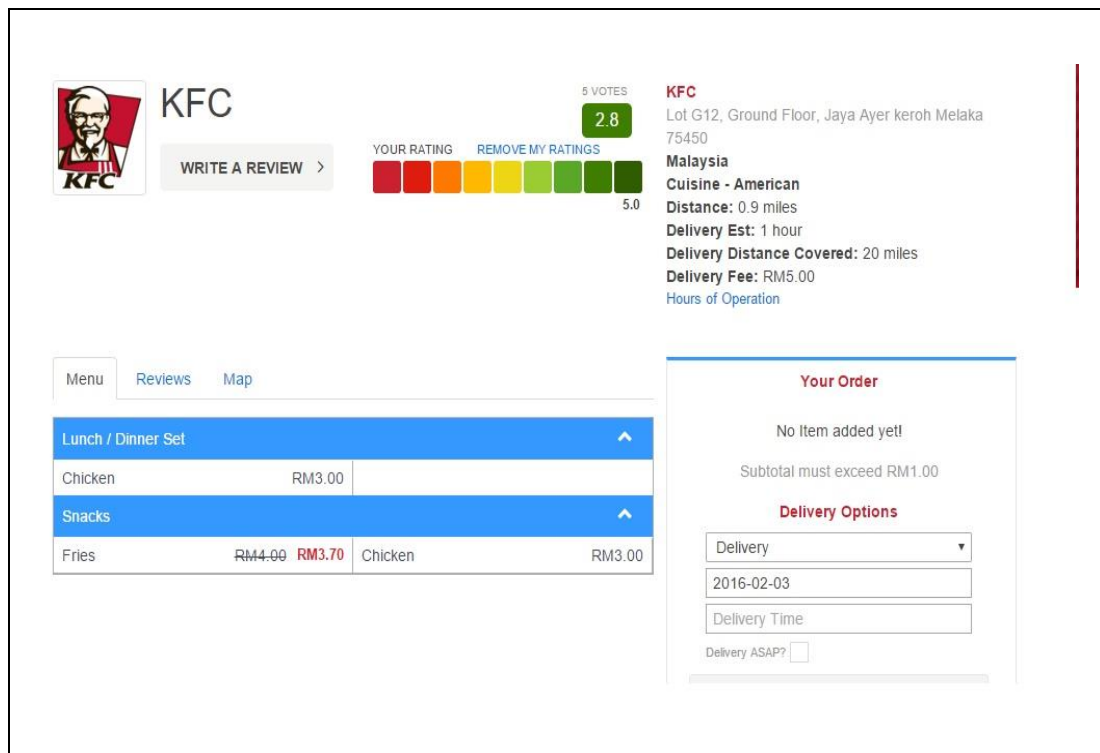 KFC
KFC
WRITE A REVIEW >
5 VOTES
2.8
YOUR RATING REMOVE MY RATINGS
5.0
KFC
Lot G12, Ground Floor, Jaya Ayer keroh Melaka
75450
Malaysia
Cuisine - American
Distance: 0.9 miles
Delivery Est: 1 hour
Delivery Distance Covered: 20 miles
Delivery Fee: RM5.00
Hours of Operation
Menu Reviews Map
Lunch / Dinner Set
Chicken RM3.00
Snacks
Fries RM4.00 RM3.70 Chicken RM3.00
Your Order
No Item added yet!
Subtotal must exceed RM1.00
Delivery Options
Delivery
2016-02-03
Delivery Time
Delivery ASAP?